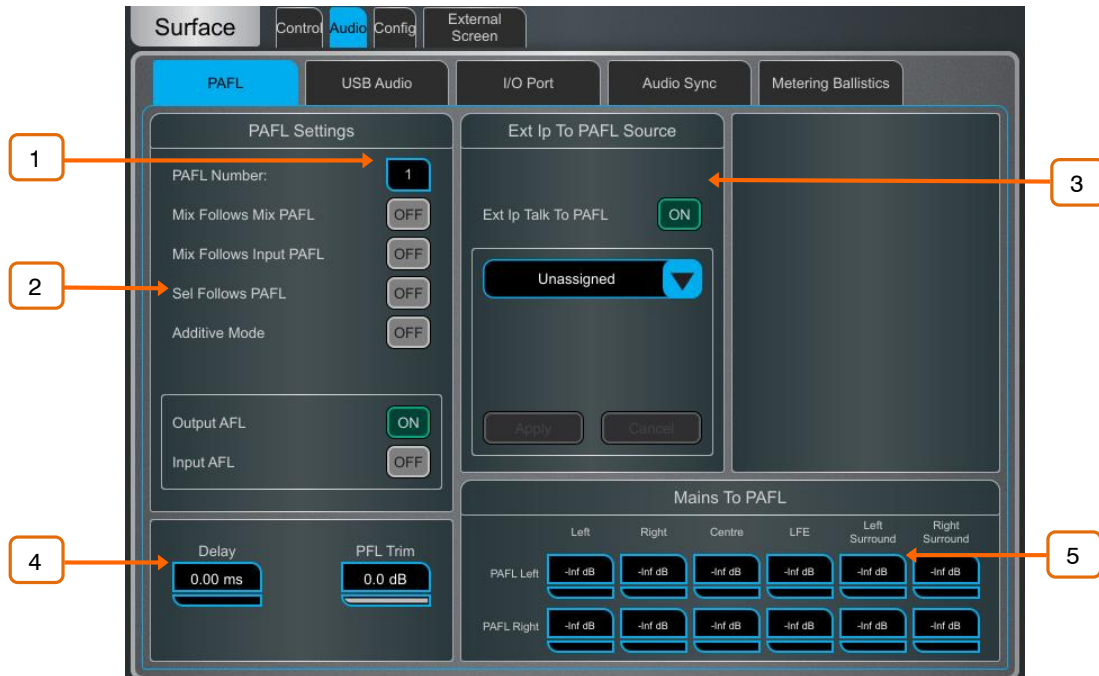 Surface
Control
Audio
Config
External
Screen
PAFL
USB Audio
I/O Port
Audio Sync
Metering Ballistics
PAFL Settings
1
PAFL Number:
1
Mix Follows Mix PAFL
OFF
Mix Follows Input PAFL
OFF
2
Sel Follows PAFL
OFF
Additive Mode
OFF
Output AFL
ON
Input AFL
OFF
Ext Ip To PAFL Source
3
Ext Ip Talk To PAFL
ON
Unassigned
Apply
Cancel
4
Delay
0.00 ms
PFL Trim
0.0 dB
Mains To PAFL
Left
Right
Centre
LFE
Left
Surround
Right
Surround
5
PAFL Left
-Inf dB
-Inf dB
-Inf dB
-Inf dB
-Inf dB
-Inf dB
PAFL Right
-Inf dB
-Inf dB
-Inf dB
-Inf dB
-Inf dB
-Inf dB